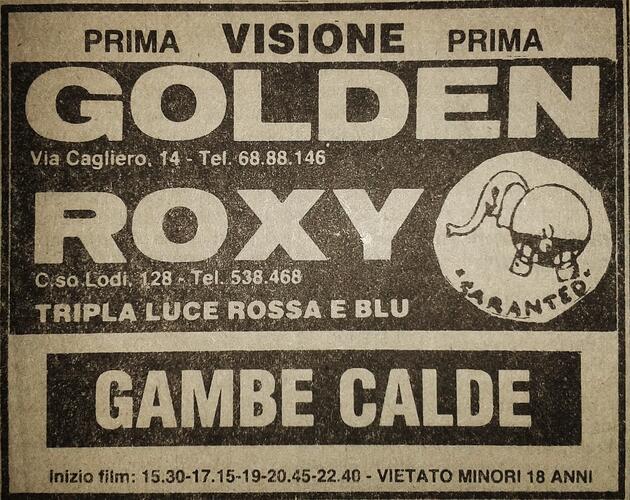 PRIMA VISIONE PRIMA
GOLDEN
Via Cagliero, 14 - Tel. 68.88.146
ROXY
C.so Lodi, 128 - Tel. 538.468
TRIPLA LUCE ROSSA E BLU
GARANTED
GAMBE CALDE
Inizio film: 15.30-17.15-19-20.45-22.40 - VIETATO MINORI 18 ANNI